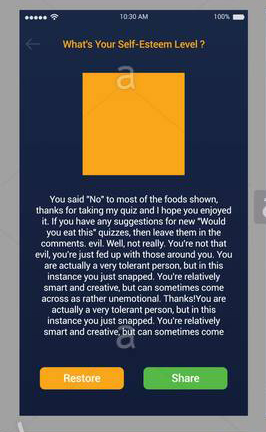 10:30 AM
100%
What's Your Self-Esteem Level ?
a
You said "No" to most of the foods shown,
thanks for taking my quiz and I hope you enjoyed
it. If you have any suggestions for new "Would
you eat this" quizzes, then leave them in the
comments. evil. Well, not really. You're not that
evil, you're just fed up with those around you. You
are actually a very tolerant person, but in this
instance you just snapped. You're relatively
smart and creative, but can sometimes come
across as rather unemotional. Thanks!You are
actually a very tolerant person, but in this
instance you just snapped. You're relatively
smart and creative, but can sometimes come
a
Restore
Share
a